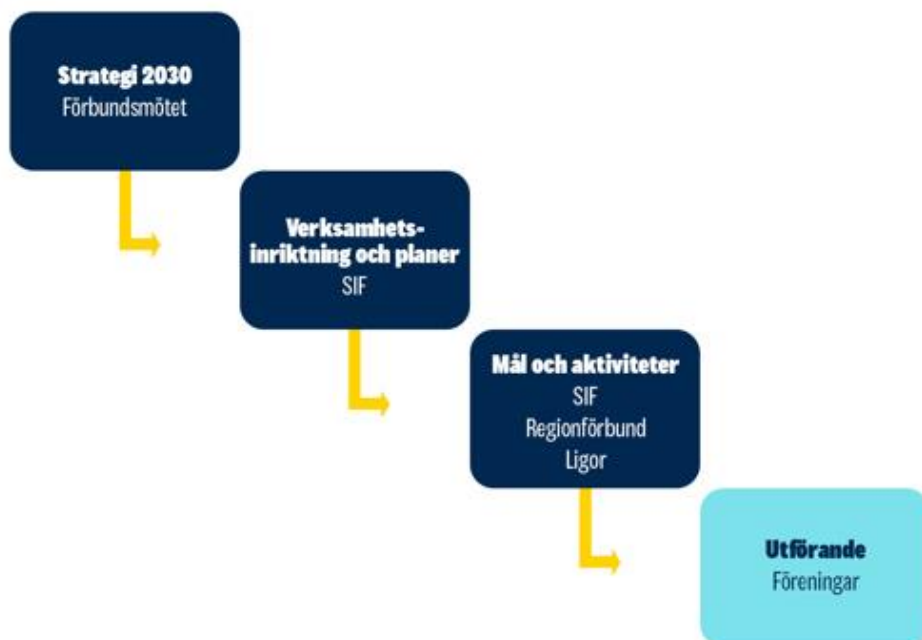 Strategi 2030
Förbundsmötet
Verksamhets-
inriktning och planer
SIF
Mål och aktiviteter
SIF
Regionförbund
Ligor
Utförande
Föreningar